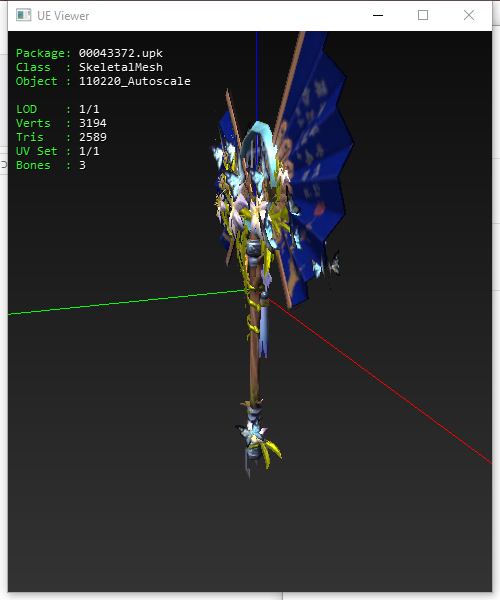 UE Viewer
Package: 00043372.upk
Class  : SkeletalMesh
Object : 110220_Autoscale
LOD    : 1/1
Verts  : 3194
Tris   : 2589
UV Set : 1/1
Bones  : 3